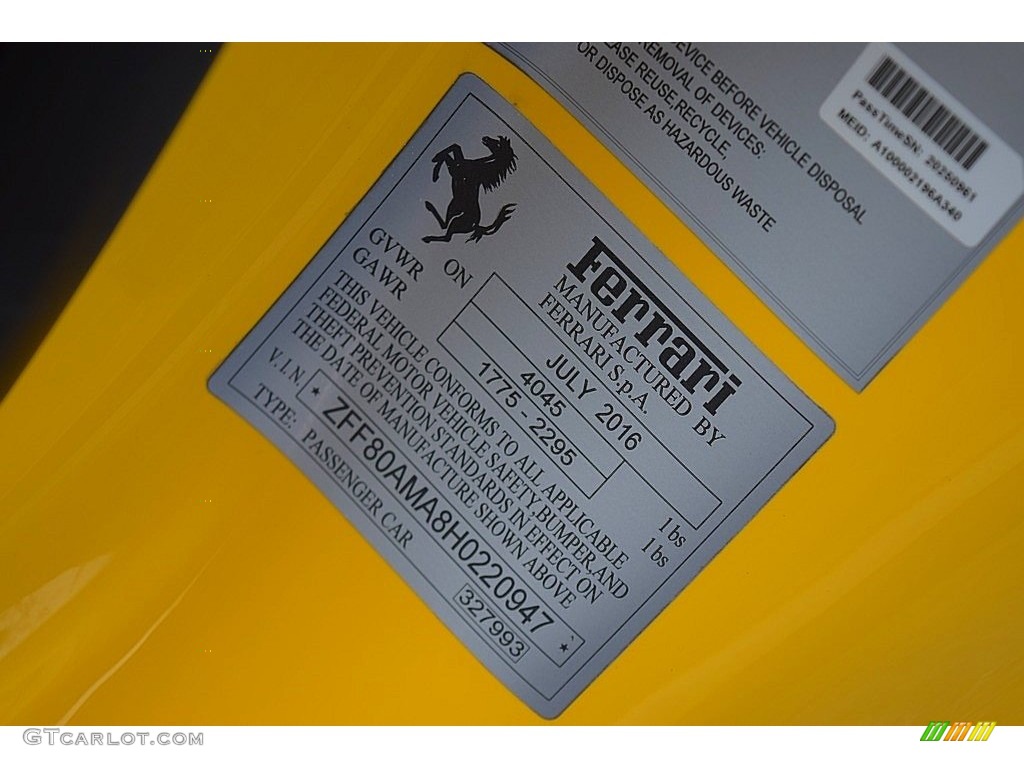 DEVICE BEFORE VEHICLE DISPOSAL
REMOVAL OF DEVICES:
EASE REUSE, RECYCLE,
OR DISPOSE AS HAZARDOUS WASTE
PassTimeSN: 20250961
MEID: A100002196A340
Ferrari
MANUFACTURED BY
FERRARI S.p.A.
ON JULY 2016
GVWR 4045 lbs
GAWR 1775 - 2295 lbs
THIS VEHICLE CONFORMS TO ALL APPLICABLE
FEDERAL MOTOR VEHICLE SAFETY,BUMPER,AND
THEFT PREVENTION STANDARDS IN EFFECT ON
THE DATE OF MANUFACTURE SHOWN ABOVE
V.I.N. * ZFF80AMA8H0220947 *
TYPE: PASSENGER CAR 327993
GTCARLOT.COM